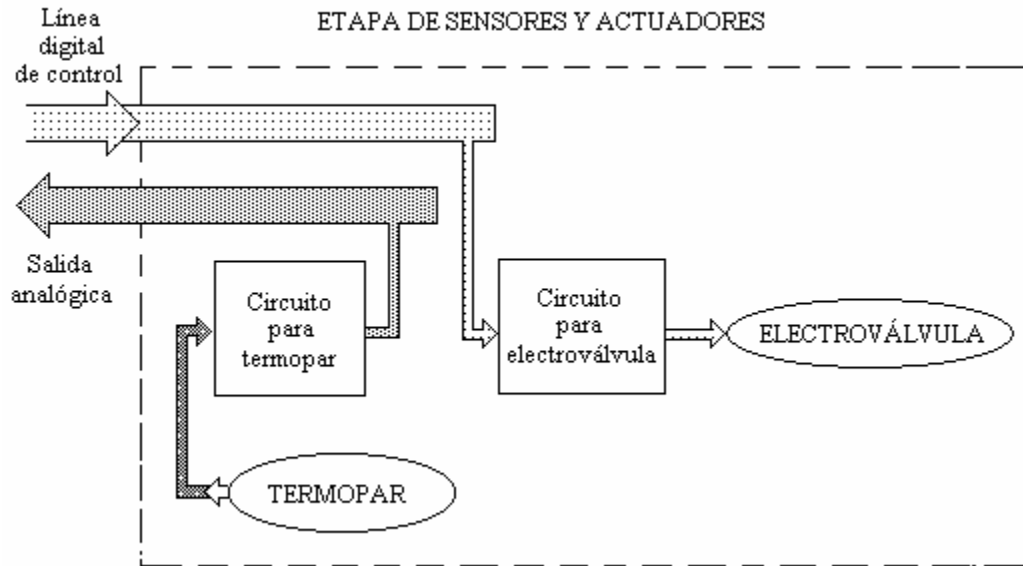 ETAPA DE SENSORES Y ACTUADORES
Línea
digital
de control
Salida
analógica
Circuito
para
termopar
Circuito
para
electroválvula
ELECTROVÁLVULA
TERMOPAR